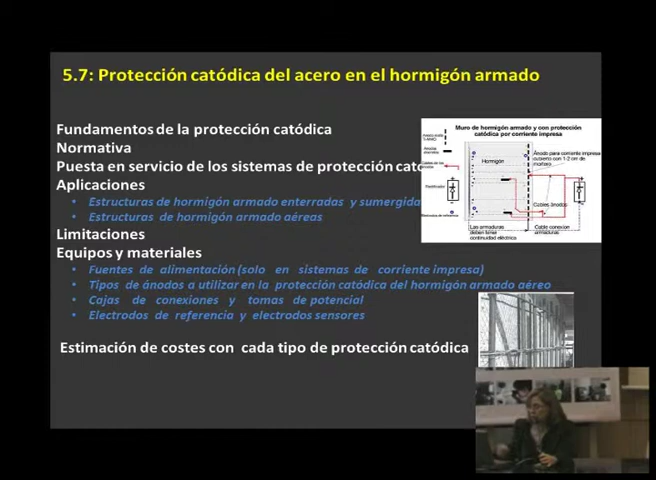 5.7: Protección catódica del acero en el hormigón armado
Fundamentos de la protección catódica
Normativa
Puesta en servicio de los sistemas de protección cató
Aplicaciones
• Estructuras de hormigón armado enterradas y sumergida
• Estructuras de hormigón armado aéreas
Limitaciones
Equipos y materiales
• Fuentes de alimentación (solo en sistemas de corriente impresa)
• Tipos de ánodos a utilizar en la protección catódica del hormigón armado aéreo
• Cajas de conexiones y tomas de potencial
• Electrodos de referencia y electrodos sensores
Estimación de costes con cada tipo de protección catódica
Muro de hormigón armado y con protección
catódica por corriente impresa
Hormigón
Ánodo para corriente impresa
cubierto con 1-2 cm de
mortero
Cables ánodos
Las armaduras
deben tener
continuidad eléctrica
Cable conexion
armaduras